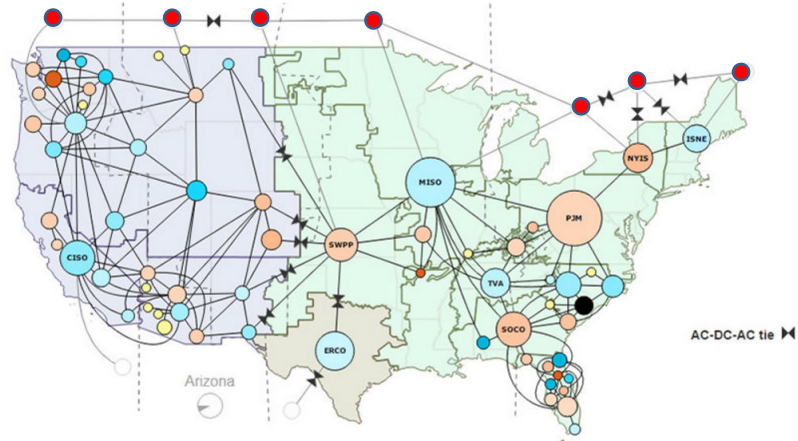 ISNE
NYIS
MISO
PJM
SWPP
CISO
TVA
SOCO
AC-DC-AC tie
ERCO
Arizona